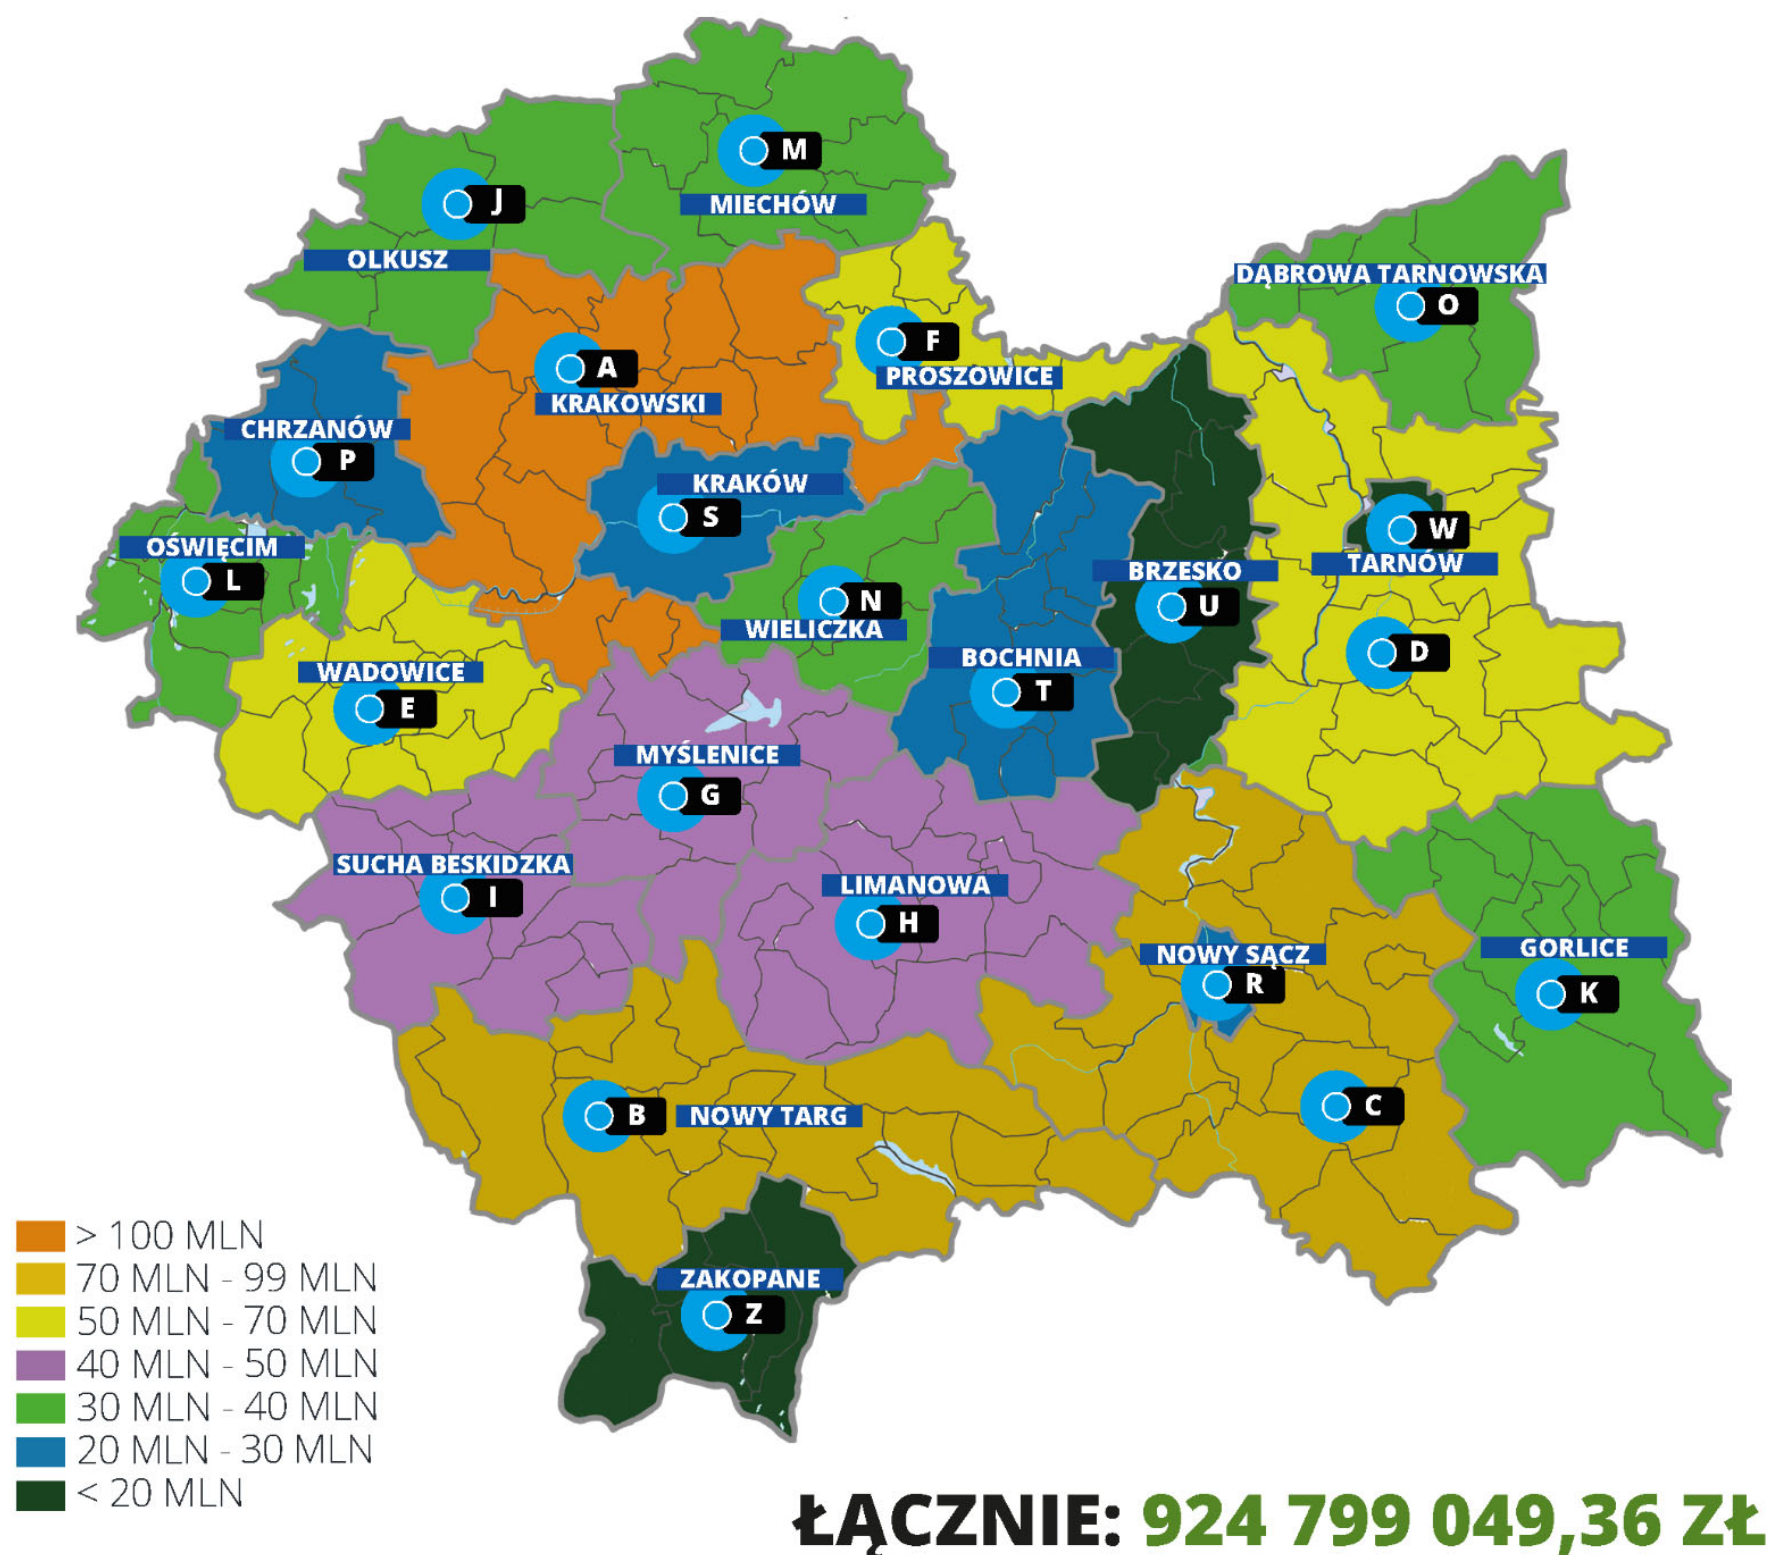 M
MIECHÓW
J
OLKUSZ
DĄBROWA TARNOWSKA
O
F
PROSZOWICE
A
KRAKOWSKI
CHRZANÓW
P
KRAKÓW
S
W
TARNÓW
OŚWIĘCIM
L
BRZESKO
U
N
WIELICZKA
D
BOCHNIA
T
WADOWICE
E
MYŚLENICE
G
SUCHA BESKIDZKA
I
LIMANOWA
H
NOWY SĄCZ
R
GORLICE
K
C
B
NOWY TARG
ZAKOPANE
Z
> 100 MLN
70 MLN - 99 MLN
50 MLN - 70 MLN
40 MLN - 50 MLN
30 MLN - 40 MLN
20 MLN - 30 MLN
< 20 MLN
ŁĄCZNIE: 924 799 049,36 ZŁ